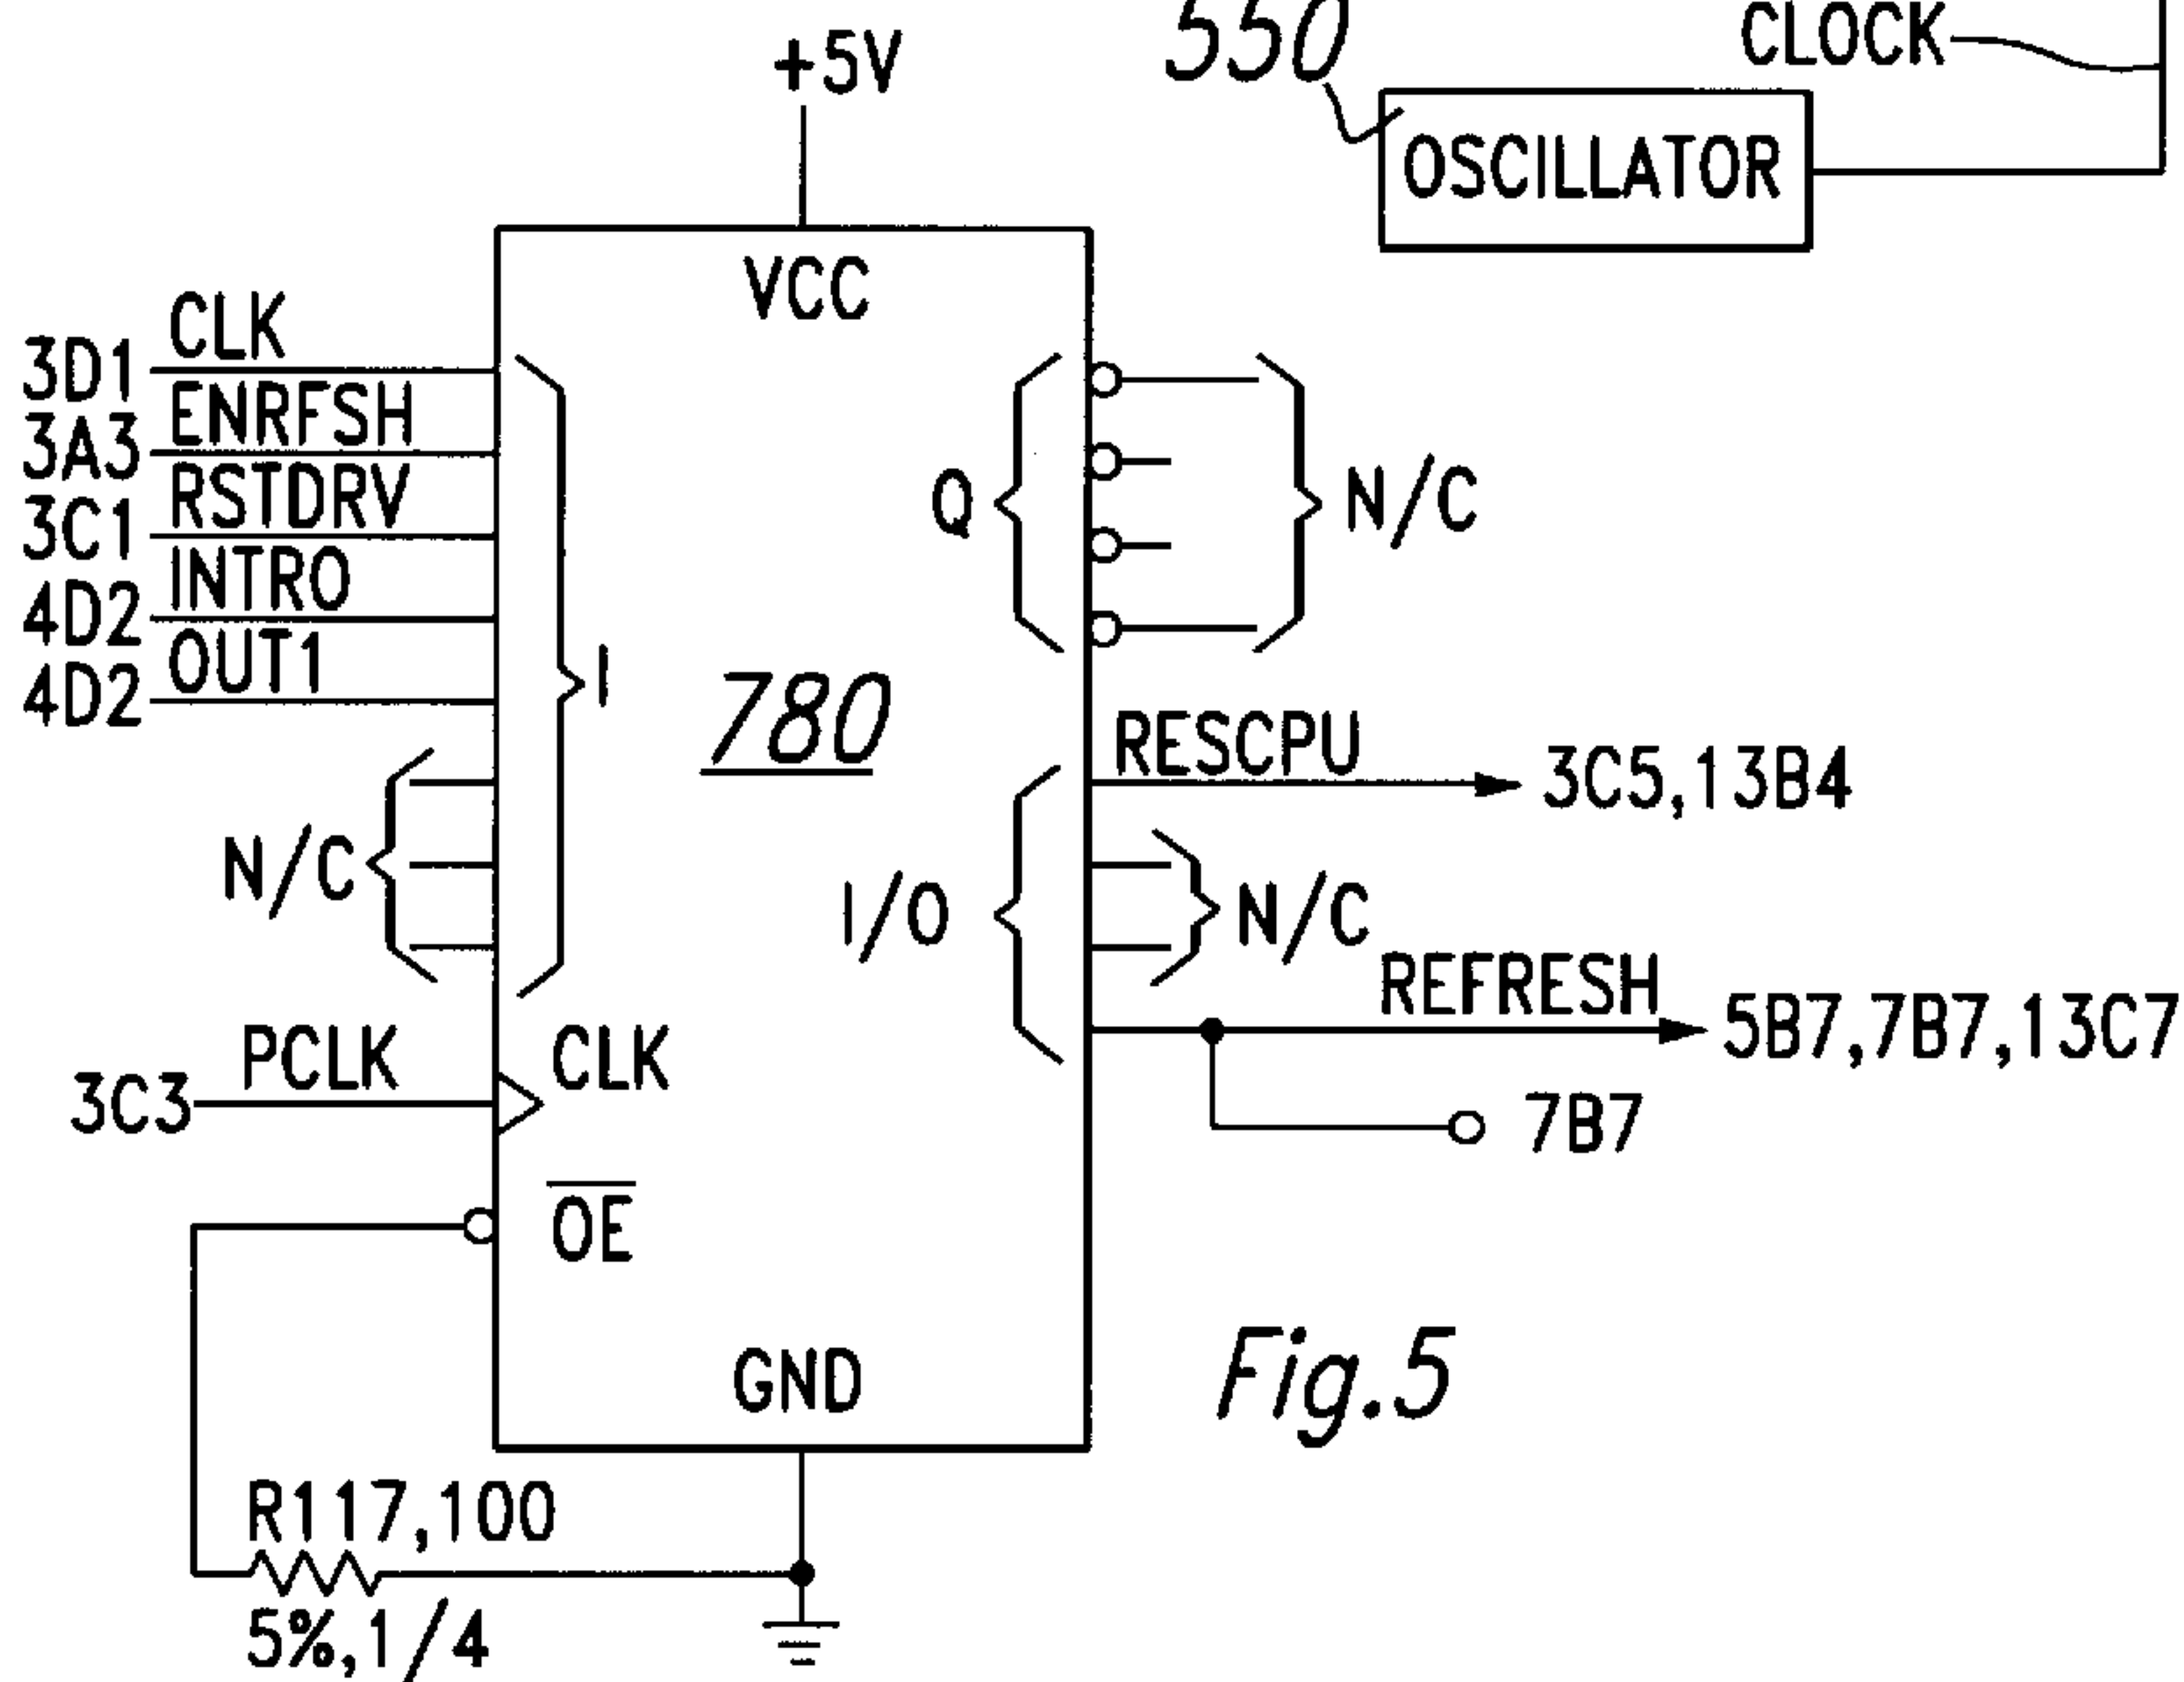 550
CLOCK
OSCILLATOR
+5V
VCC
3D1 CLK
3A3 ENRFSH
3C1 RSTDRV
4D2 INTRO
4D2 OUT1
I
N/C
Q
N/C
780
RESCPU
3C5,13B4
I/O
N/C
REFRESH
5B7,7B7,13C7
7B7
3C3 PCLK
CLK
OE
GND
R117,100
5%,1/4
Fig.5